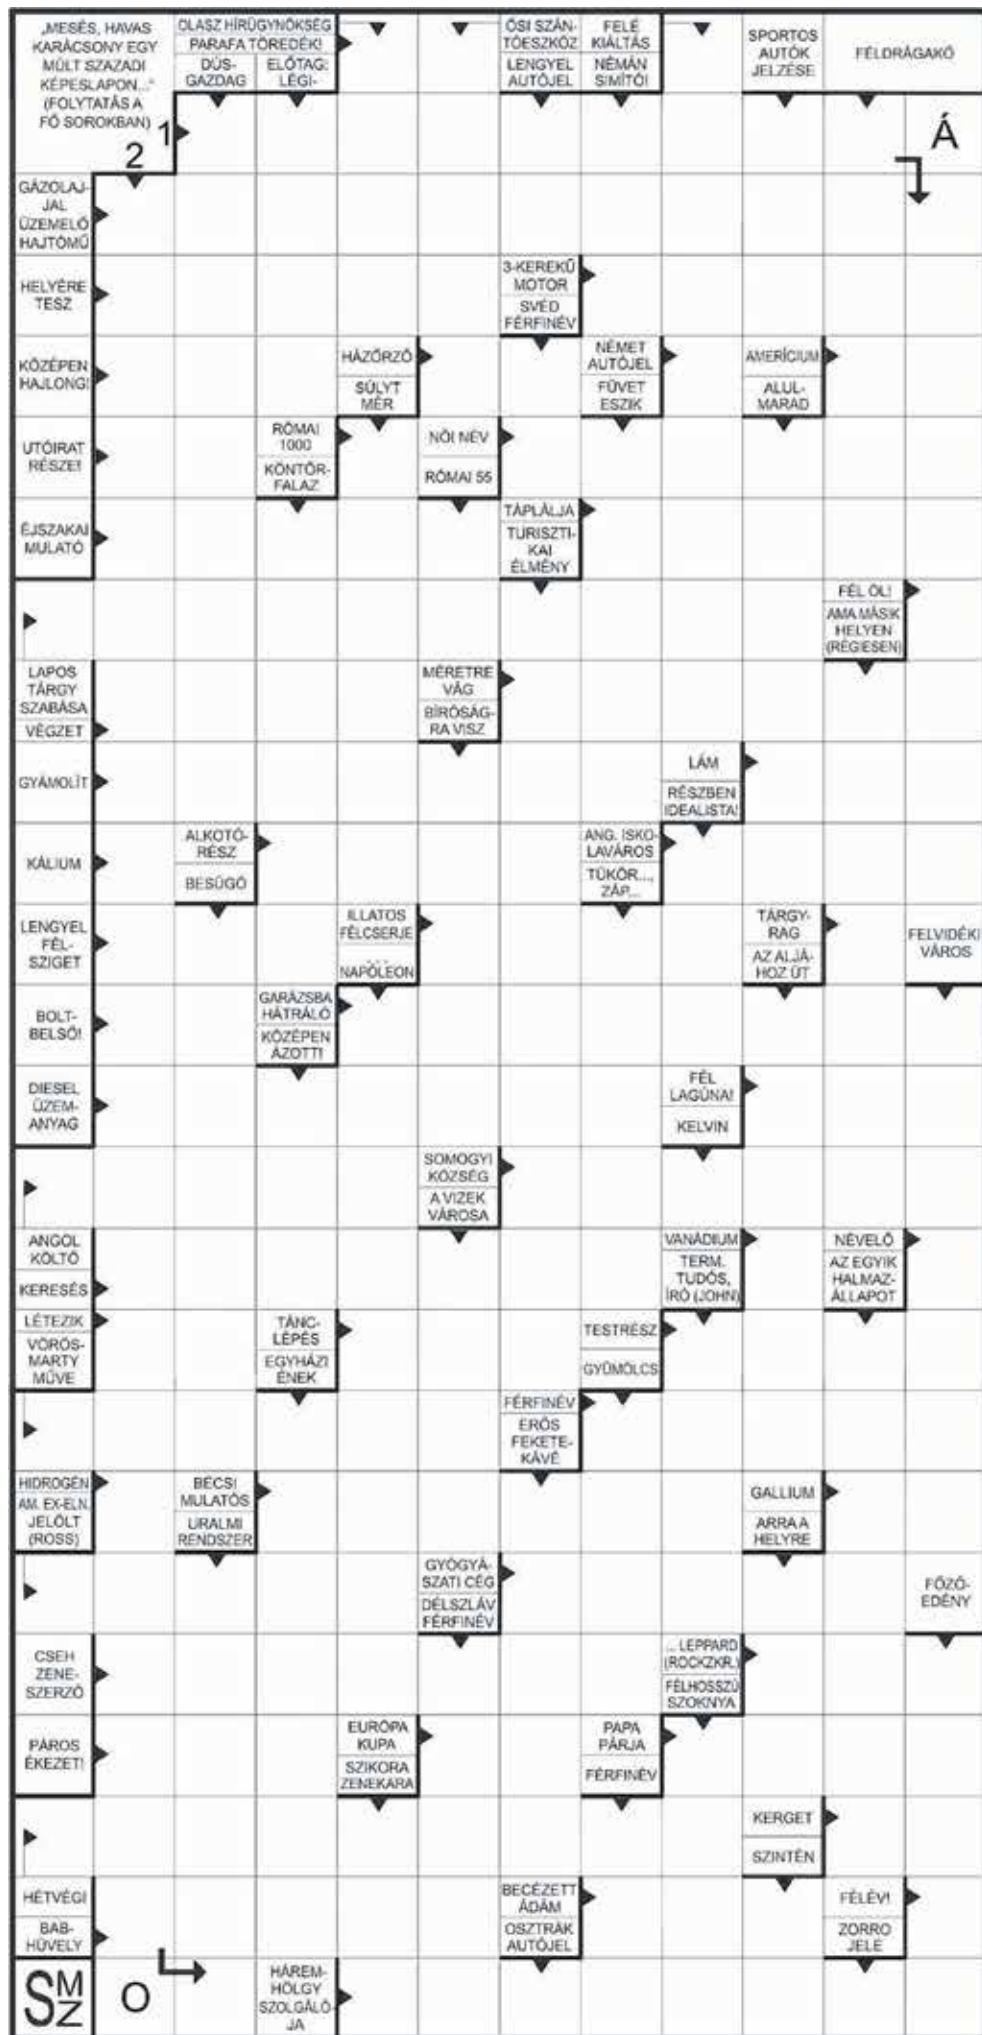 „MESÉS, HAVAS
KARÁCSONY EGY
MÚLT SZÁZADI
KÉPESLAPON..."
(FOLYTATÁS A
FŐ SOROKBAN)
OLASZ HÍRÜGYNÖKSÉG
PARAFA TÖREDÉK!
DÚS-
GAZDAG
ELŐTAG:
LÉGI-
ŐSI SZÁN-
TÓESZKÖZ
LENGYEL
AUTÓJEL
FELÉ
KIÁLTÁS
NÉMÁN
SIMÍTÓ!
SPORTOS
AUTÓK
JELZÉSE
FÉLDRÁGAKŐ
1
2
Á
GÁZOLAJ-
JAL
ÜZEMELŐ
HAJTÓMŰ
HELYÉRE
TESZ
3-KEREKŰ
MOTOR
SVÉD
FÉRFINÉV
KÖZÉPEN
HAJLONG!
HÁZŐRZŐ
SÚLYT
MÉR
NÉMET
AUTÓJEL
FÜVET
ESZIK
AMERÍCIUM
ALUL-
MARAD
UTÓIRAT
RÉSZE!
RÓMAI
1000
KÖNTÖR-
FALAZ
NŐI NÉV
RÓMAI 55
ÉJSZAKAI
MULATÓ
TÁPLÁLJA
TURISZTI-
KAI
ÉLMÉNY
FÉL ÖL!
AMA MÁSIK
HELYEN
(RÉGIESEN)
LAPOS
TÁRGY
SZABÁSA
VÉGZET
MÉRETRE
VÁG
BÍRÓSÁG-
RA VISZ
GYÁMOLÍT
LÁM
RÉSZBEN
IDEALISTA!
KÁLIUM
ALKOTÓ-
RÉSZ
BESÚGÓ
ANG. ISKO-
LAVÁROS
TÜKÖR...,
ZÁP...
LENGYEL
FÉL-
SZIGET
ILLATOS
FÉLCSERJE
...
NAPÓLEON
TÁRGY-
RAG
AZ ALJÁ-
HOZ ÜT
FELVIDÉKI
VÁROS
BOLT-
BELSŐ!
GARÁZSBA
HÁTRÁLÓ
KÖZÉPEN
ÁZOTT!
DIESEL
ÜZEM-
ANYAG
FÉL
LAGÚNA!
KELVIN
SOMOGYI
KÖZSÉG
A VIZEK
VÁROSA
ANGOL
KÖLTŐ
KERESÉS
VANÁDIUM
TERM.
TUDÓS,
ÍRÓ (JOHN)
NÉVELŐ
AZ EGYIK
HALMAZ-
ÁLLAPOT
LÉTEZIK
VÖRÖS-
MARTY
MŰVE
TÁNC-
LÉPÉS
EGYHÁZI
ÉNEK
TESTRÉSZ
GYÜMÖLCS
FÉRFINÉV
ERŐS
FEKETE-
KÁVÉ
HIDROGÉN
AM. EX-ELN.
JELÖLT
(ROSS)
BÉCSI
MULATÓS
URALMI
RENDSZER
GALLIUM
ARRA A
HELYRE
GYÓGYÁ-
SZATI CÉG
DÉLSZLÁV
FÉRFINÉV
FŐZŐ-
EDÉNY
CSEH
ZENE-
SZERZŐ
... LEPPARD
(ROCKZKR.)
FÉLHOSSZÚ
SZOKNYA
PÁROS
ÉKEZET!
EURÓPA
KUPA
SZIKORA
ZENEKARA
PAPA
PÁRJA
FÉRFINÉV
KERGET
SZINTÉN
HÉTVÉGI
BAB-
HÜVELY
BECÉZETT
ÁDÁM
OSZTRÁK
AUTÓJEL
FÉLÉV!
ZORRO
JELE
SMZ
O
HÁREM-
HÖLGY
SZOLGÁLÓ-
JA